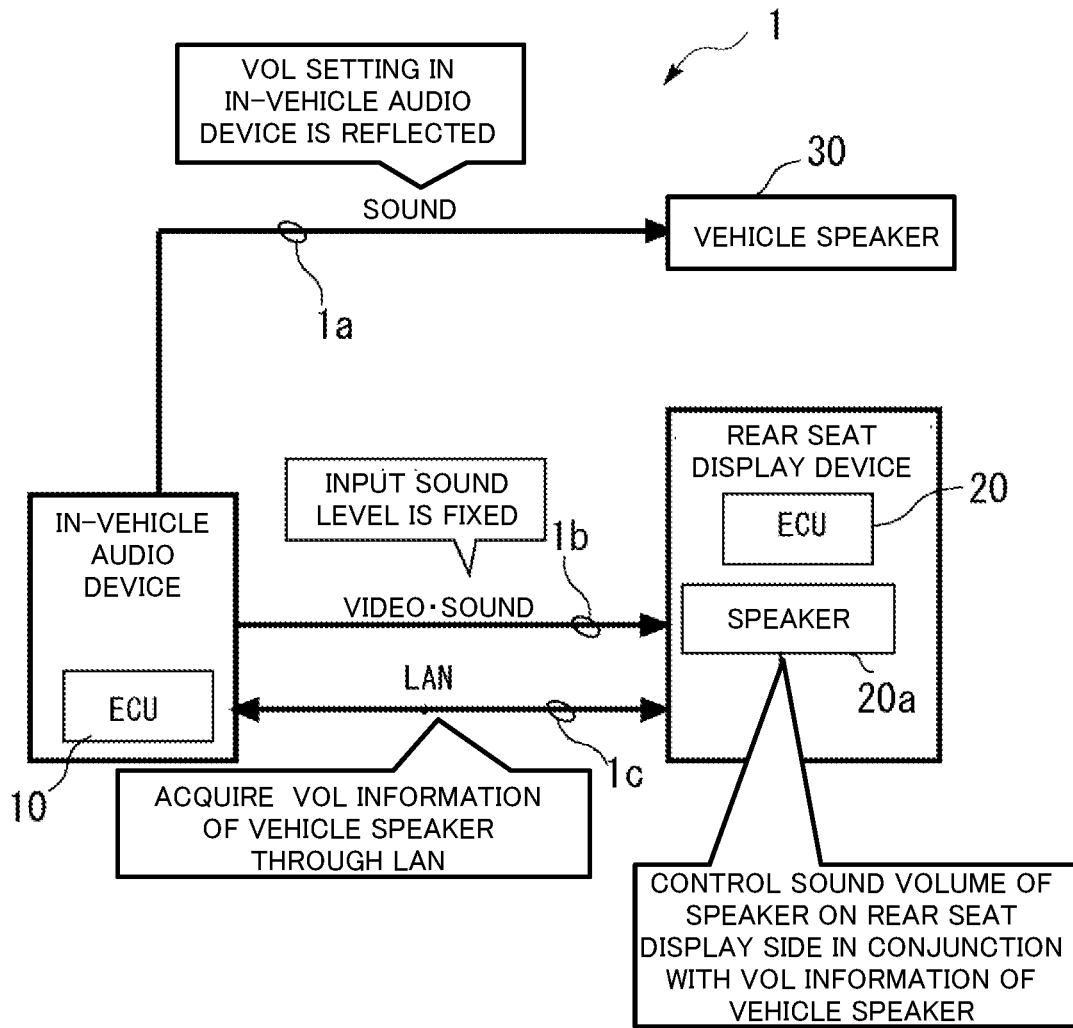 1
VOL SETTING IN
IN-VEHICLE AUDIO
DEVICE IS REFLECTED
30
SOUND
VEHICLE SPEAKER
1a
REAR SEAT
DISPLAY DEVICE
INPUT SOUND
LEVEL IS FIXED
20
ECU
IN-VEHICLE
AUDIO
DEVICE
1b
VIDEO·SOUND
SPEAKER
LAN
20a
ECU
1c
10
ACQUIRE VOL INFORMATION
OF VEHICLE SPEAKER
THROUGH LAN
CONTROL SOUND VOLUME OF
SPEAKER ON REAR SEAT
DISPLAY SIDE IN CONJUNCTION
WITH VOL INFORMATION OF
VEHICLE SPEAKER